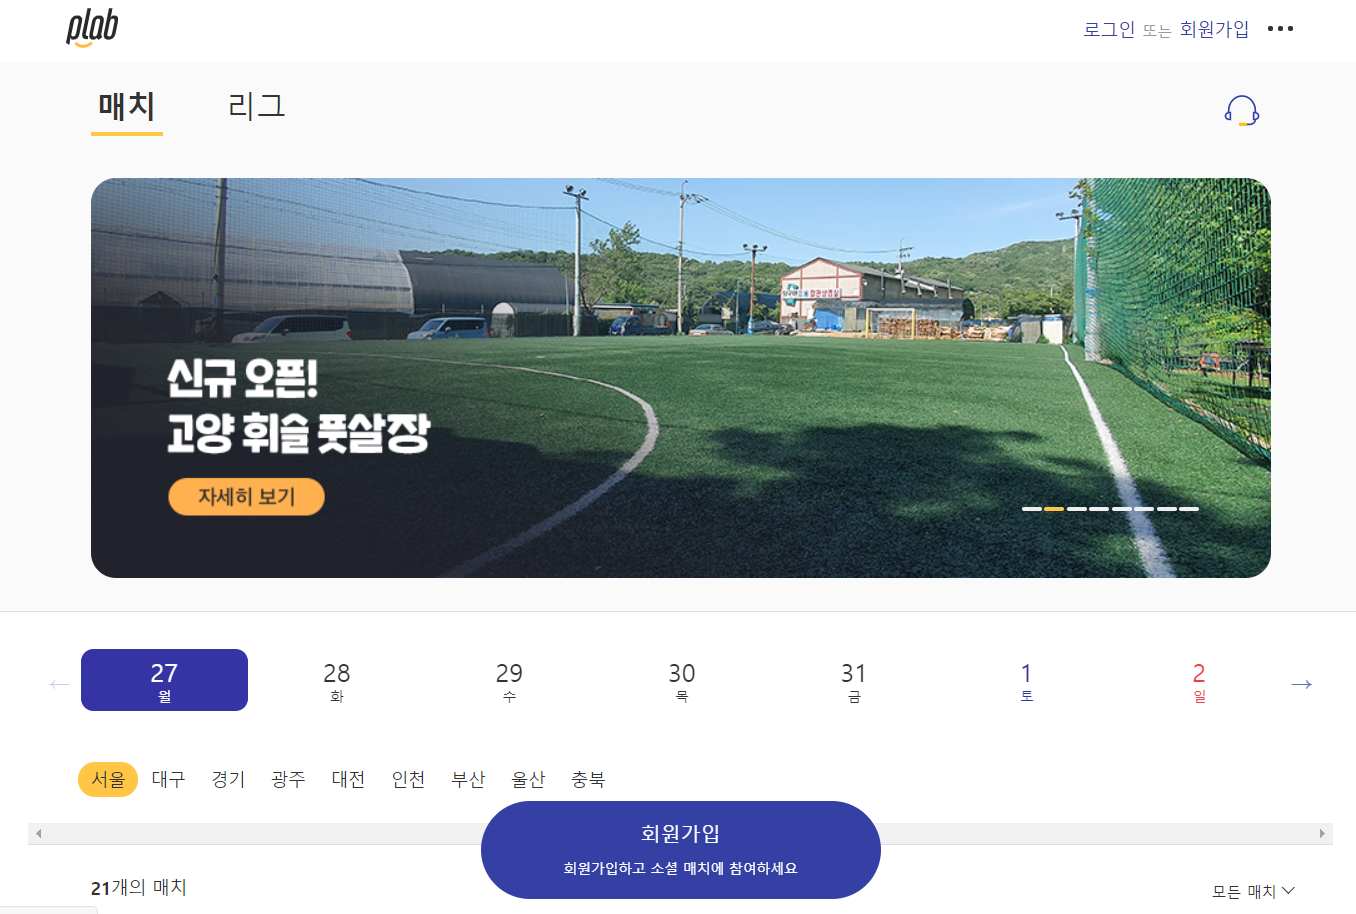 plab
로그인 또는 회원가입
매치 리그
신규 오픈!
고양 휘슬 풋살장
자세히 보기
27 28 29 30 31 1 2
월 화 수 목 금 토 일
서울 대구 경기 광주 대전 인천 부산 울산 충북
회원가입
회원가입하고 소셜 매치에 참여하세요
21개의 매치
모든 매치